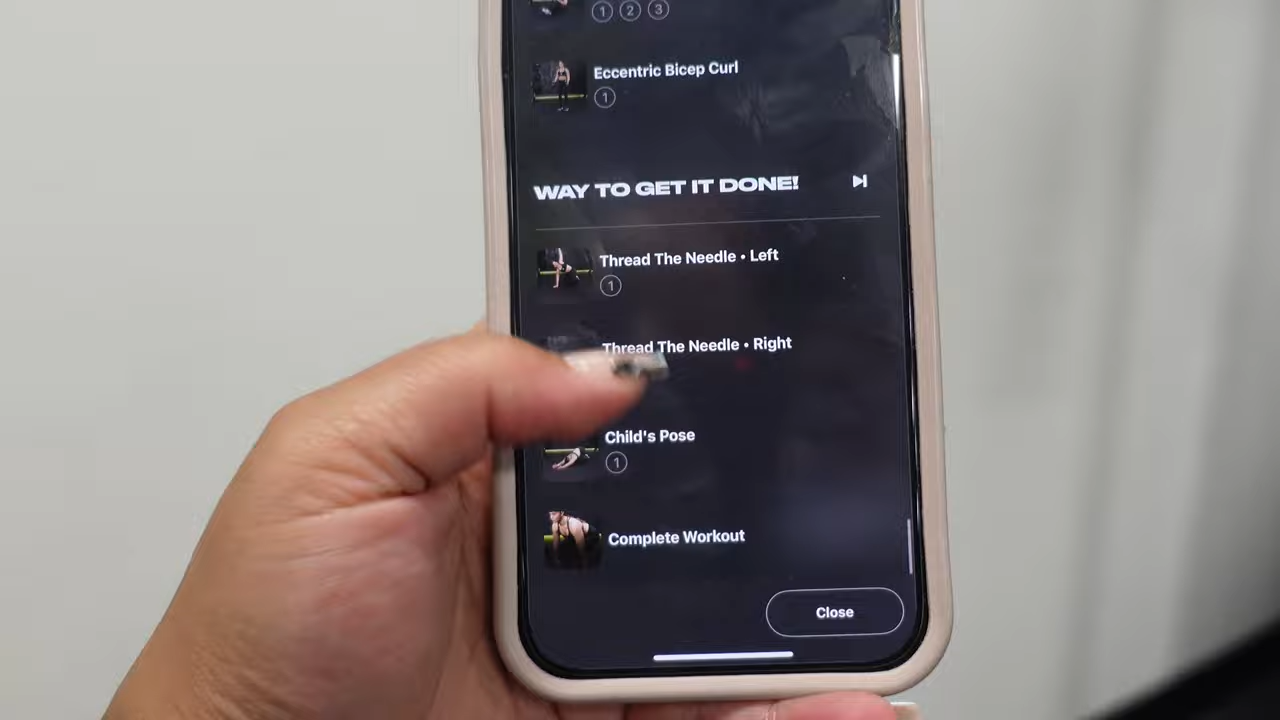 1 2 3
Eccentric Bicep Curl
1
WAY TO GET IT DONE!
Thread The Needle • Left
1
Thread The Needle • Right
Child's Pose
1
Complete Workout
Close